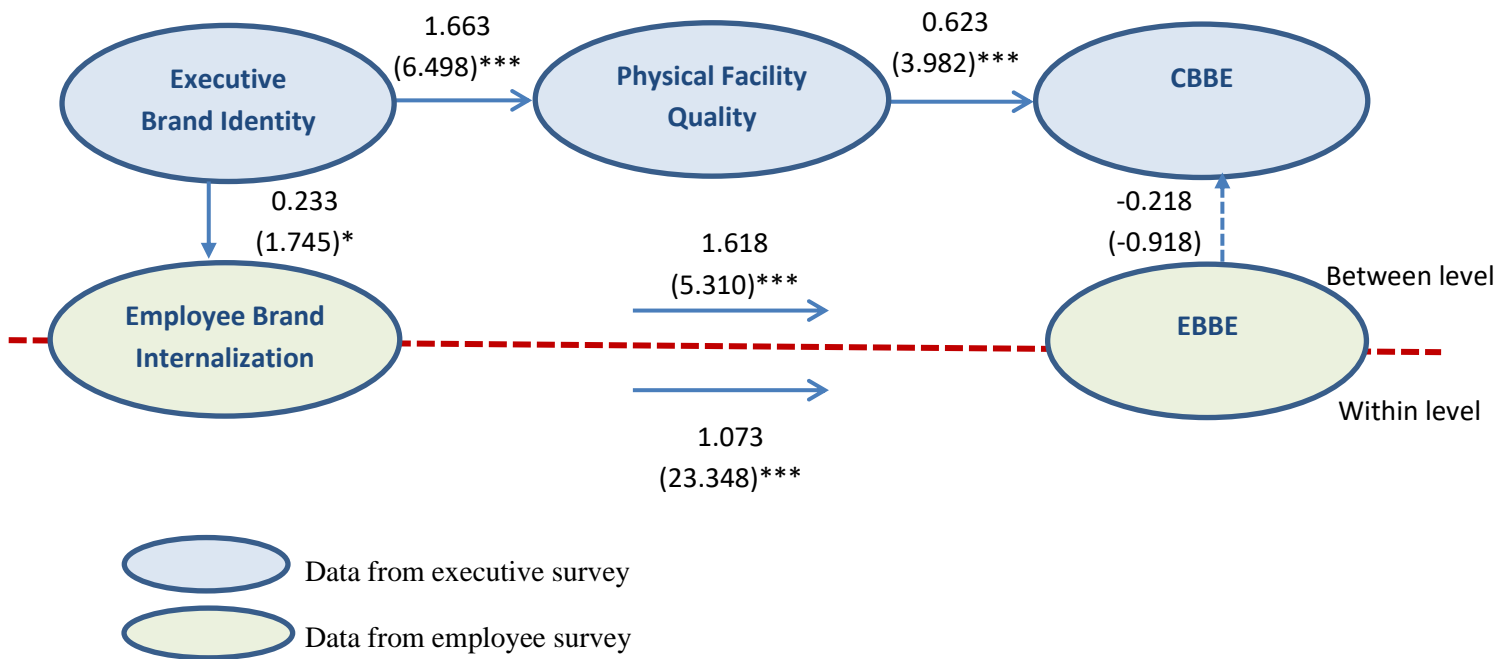 1.663
(6.498)***
0.623
(3.982)***
Executive
Brand Identity
Physical Facility
Quality
CBBE
0.233
(1.745)*
-0.218
(-0.918)
1.618
(5.310)***
Between level
Employee Brand
Internalization
EBBE
Within level
1.073
(23.348)***
Data from executive survey
Data from employee survey